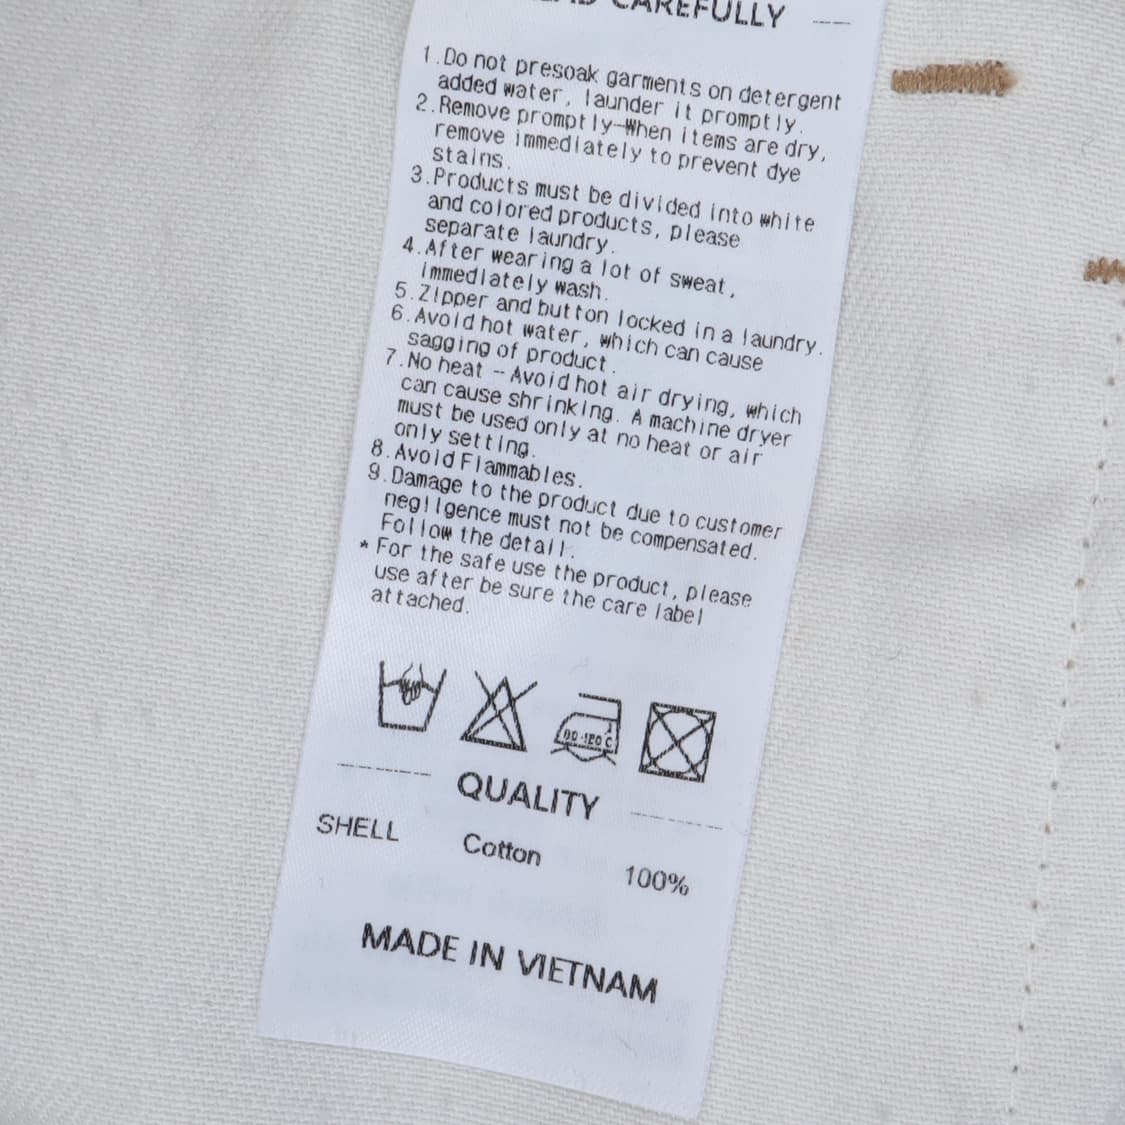 CAREFULLY
1.Do not presoak garments on detergent
added water, launder it promptly.
2.Remove promptly-When items are dry,
remove immediately to prevent dye
stains.
3.Products must be divided into white
and colored products, please
separate laundry.
4.After wearing a lot of sweat,
immediately wash.
5.Zipper and button locked in a laundry.
6.Avoid hot water, which can cause
sagging of product.
7.No heat -- Avoid hot air drying, which
can cause shrinking. A machine dryer
must be used only at no heat or air
only setting.
8.Avoid Flammables.
9.Damage to the product due to customer
negligence must not be compensated.
Follow the detail.
* For the safe use the product, please
use after be sure the care label
attached.
QUALITY
SHELL Cotton 100%
MADE IN VIETNAM